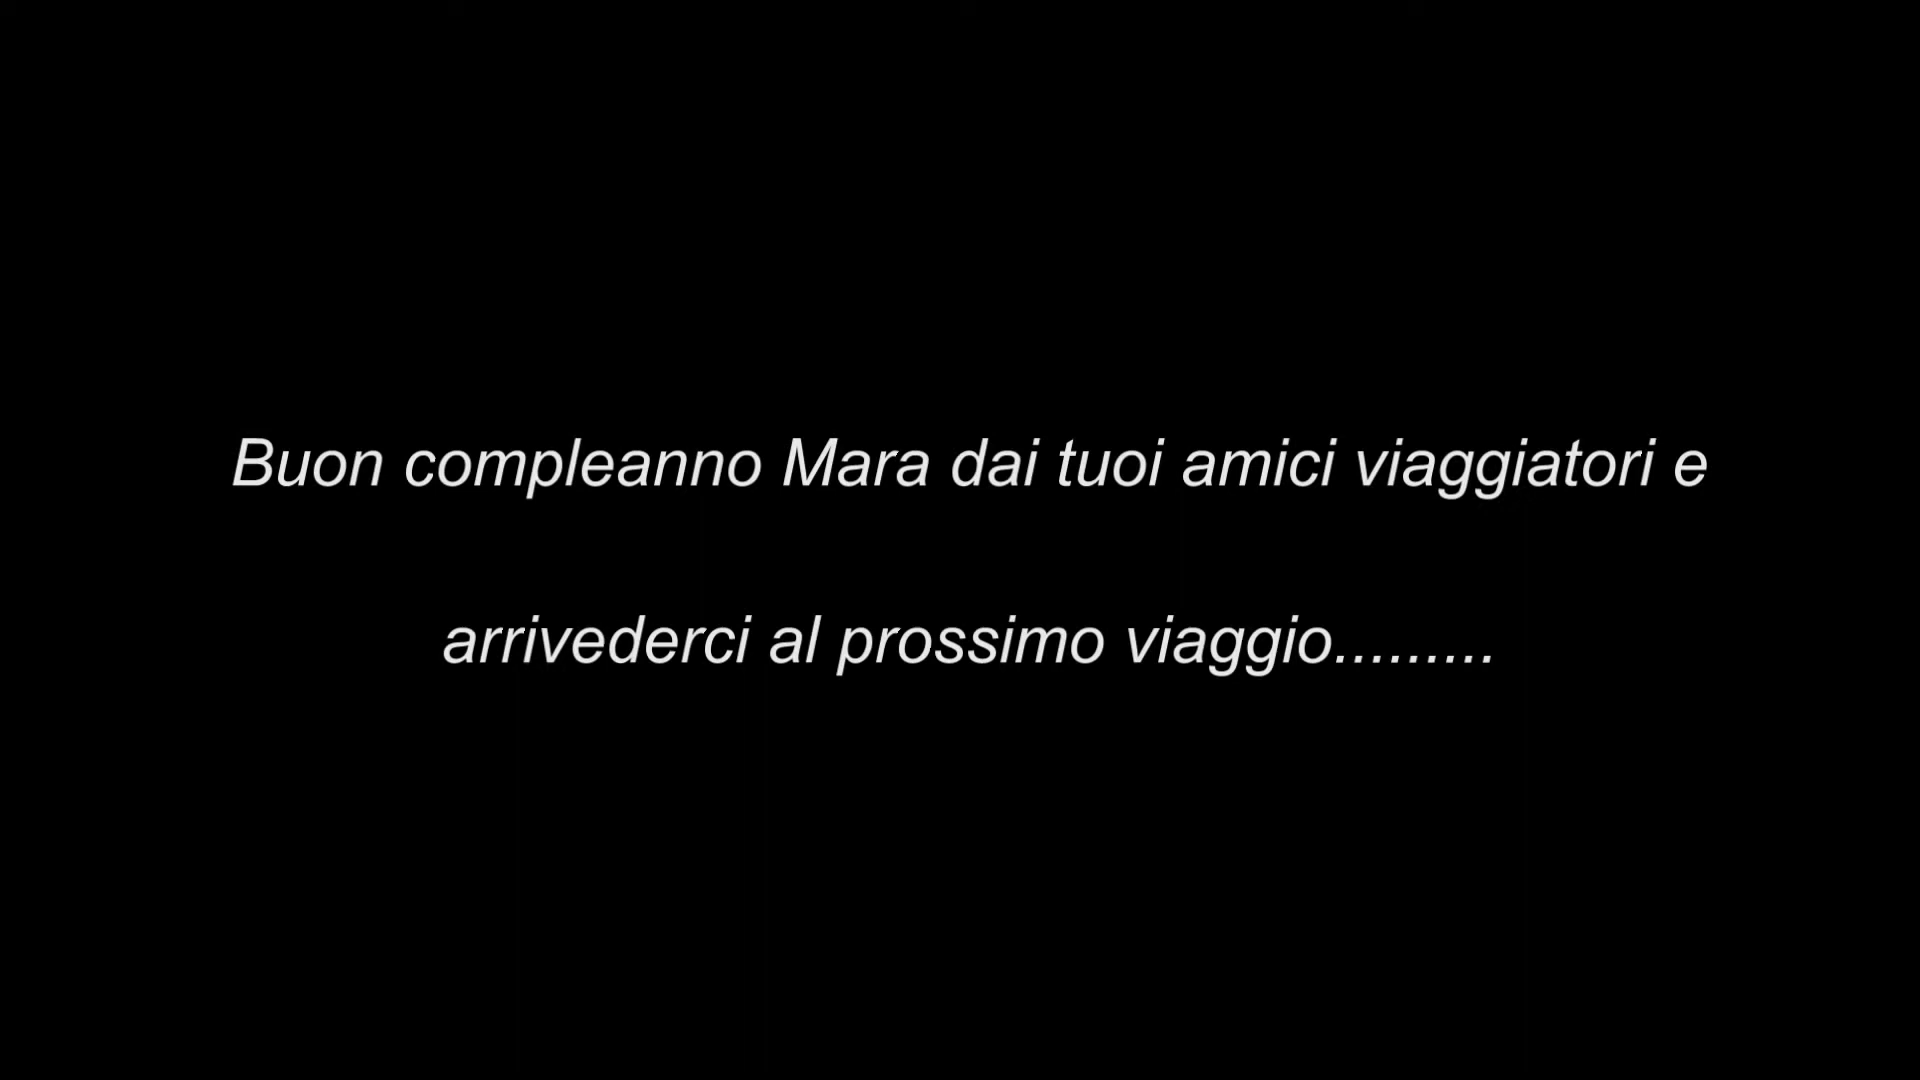 Buon compleanno Mara dai tuoi amici viaggiatori e
arrivederci al prossimo viaggio.........